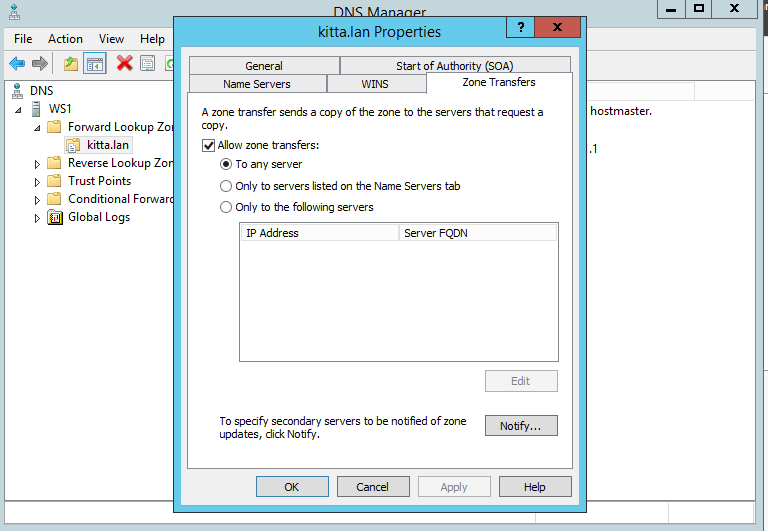 DNS Manager
File Action View Help
DNS
WS1
Forward Lookup Zon
kitta.lan
Reverse Lookup Zon
Trust Points
Conditional Forward
Global Logs
hostmaster.
.1
kitta.lan Properties
? x
General
Start of Authority (SOA)
Name Servers
WINS
Zone Transfers
A zone transfer sends a copy of the zone to the servers that request a
copy.
Allow zone transfers:
To any server
Only to servers listed on the Name Servers tab
Only to the following servers
IP Address
Server FQDN
Edit
To specify secondary servers to be notified of zone
updates, click Notify.
Notify...
OK
Cancel
Apply
Help